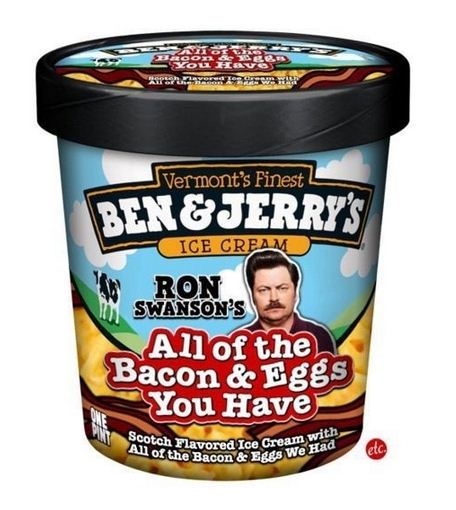 BEN & JERRY'S
All of the
Bacon & Eggs
You Have
Scotch Flavored Ice Cream with
All of the Bacon & Eggs We Had
Vermont's Finest
BEN & JERRY'S
ICE CREAM
RON
SWANSON'S
All of the
Bacon & Eggs
You Have
ONE
PINT
Scotch Flavored Ice Cream with
All of the Bacon & Eggs We Had
etc.